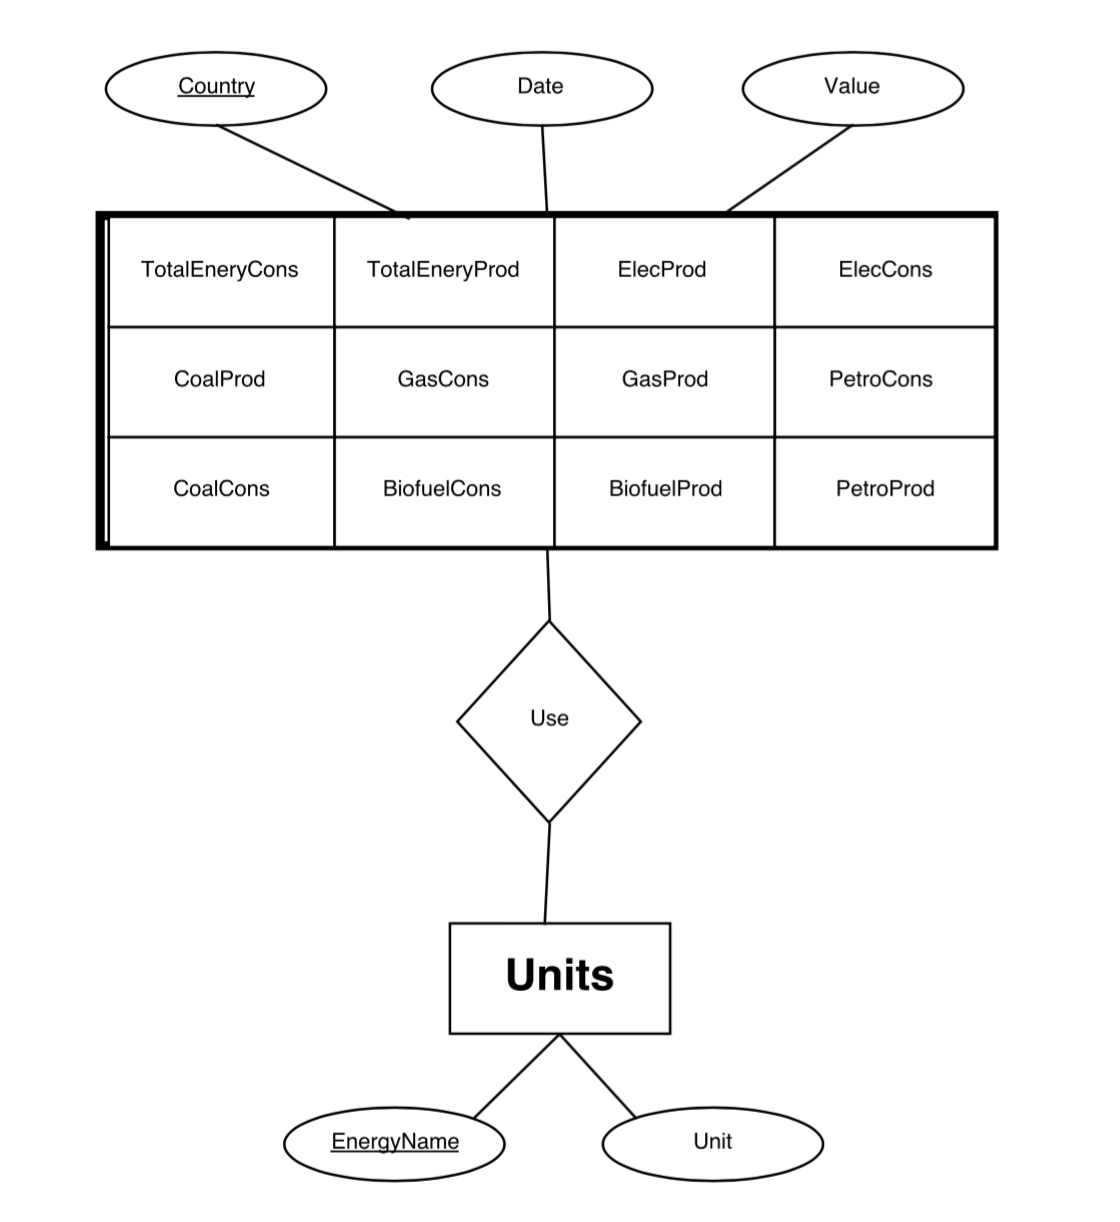 Country
Date
Value
TotalEneryCons
TotalEneryProd
ElecProd
ElecCons
CoalProd
GasCons
GasProd
PetroCons
CoalCons
BiofuelCons
BiofuelProd
PetroProd
Use
Units
EnergyName
Unit